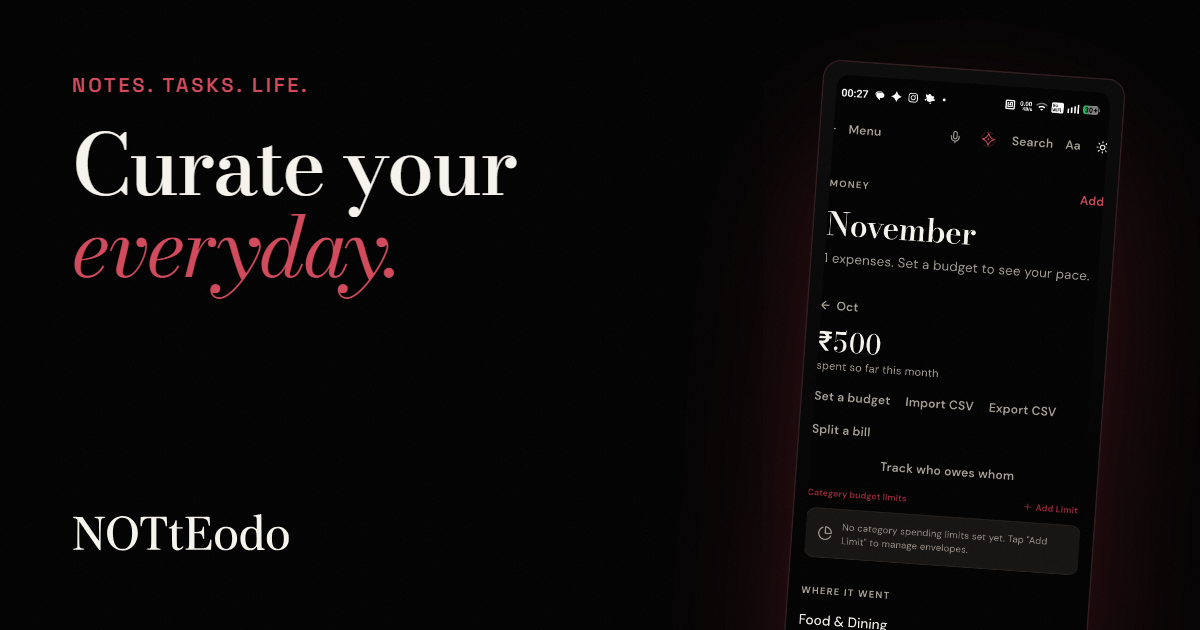 NOTES. TASKS. LIFE.
Curate your
everyday.
NOTtEodo
00:27
Menu
Search Aa
MONEY
Add
November
1 expenses. Set a budget to see your pace.
← Oct
₹500
spent so far this month
Set a budget Import CSV Export CSV
Split a bill
Track who owes whom
Category budget limits
+ Add Limit
No category spending limits set yet. Tap "Add
Limit" to manage envelopes.
WHERE IT WENT
Food & Dining